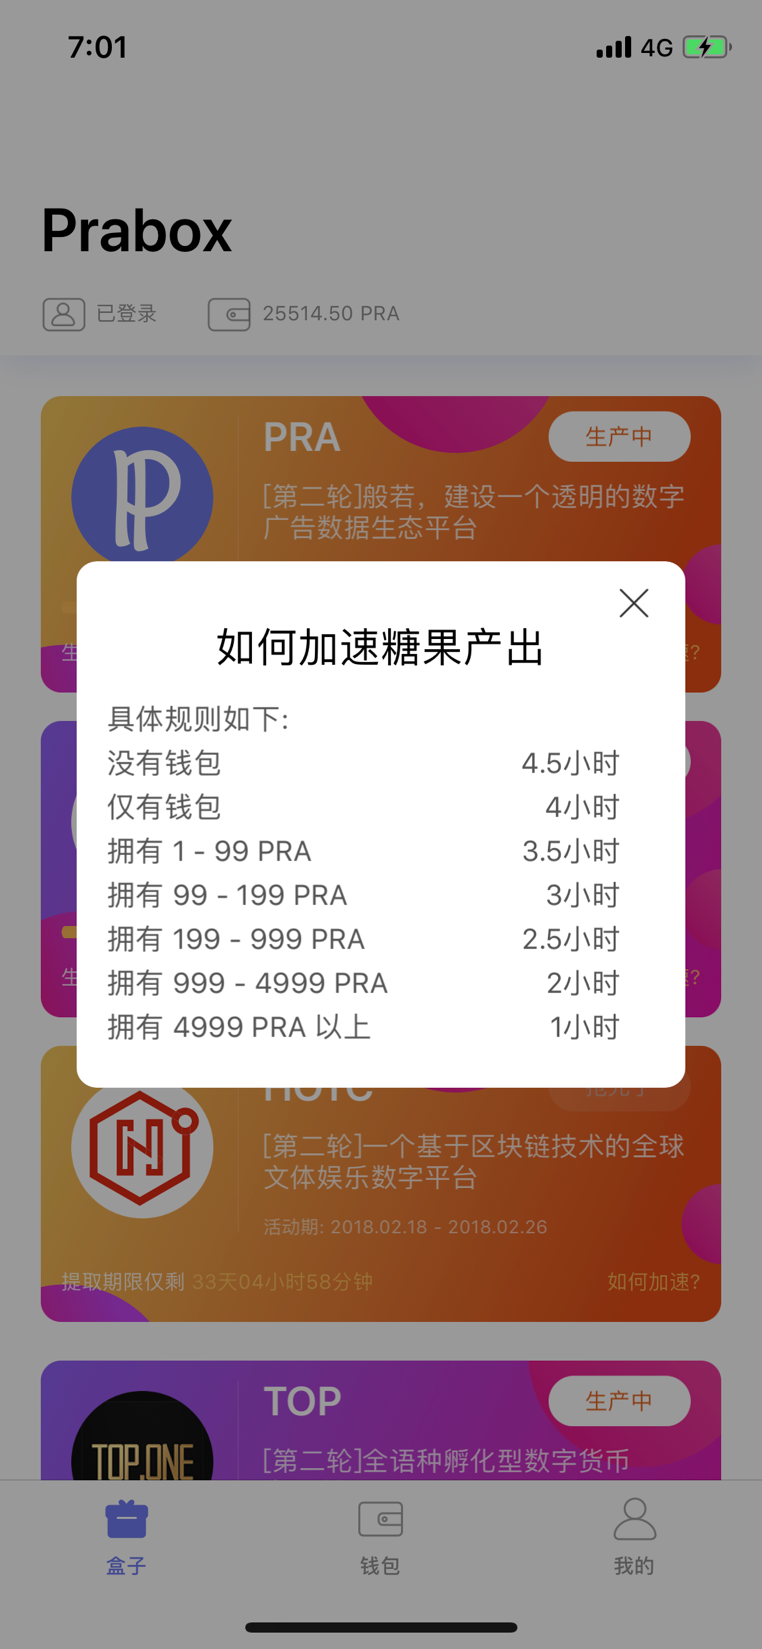 7:01
4G
Prabox
已登录
25514.50 PRA
PRA
生产中
[第二轮]般若，建设一个透明的数字
广告数据生态平台
如何加速糖果产出
具体规则如下:
没有钱包 4.5小时
仅有钱包 4小时
拥有 1 - 99 PRA 3.5小时
拥有 99 - 199 PRA 3小时
拥有 199 - 999 PRA 2.5小时
拥有 999 - 4999 PRA 2小时
拥有 4999 PRA 以上 1小时
[第二轮]一个基于区块链技术的全球
文体娱乐数字平台
活动期: 2018.02.18 - 2018.02.26
提取期限仅剩 33天04小时58分钟
如何加速?
TOP
生产中
TOP.ONE
[第二轮]全语种孵化型数字货币
盒子
钱包
我的